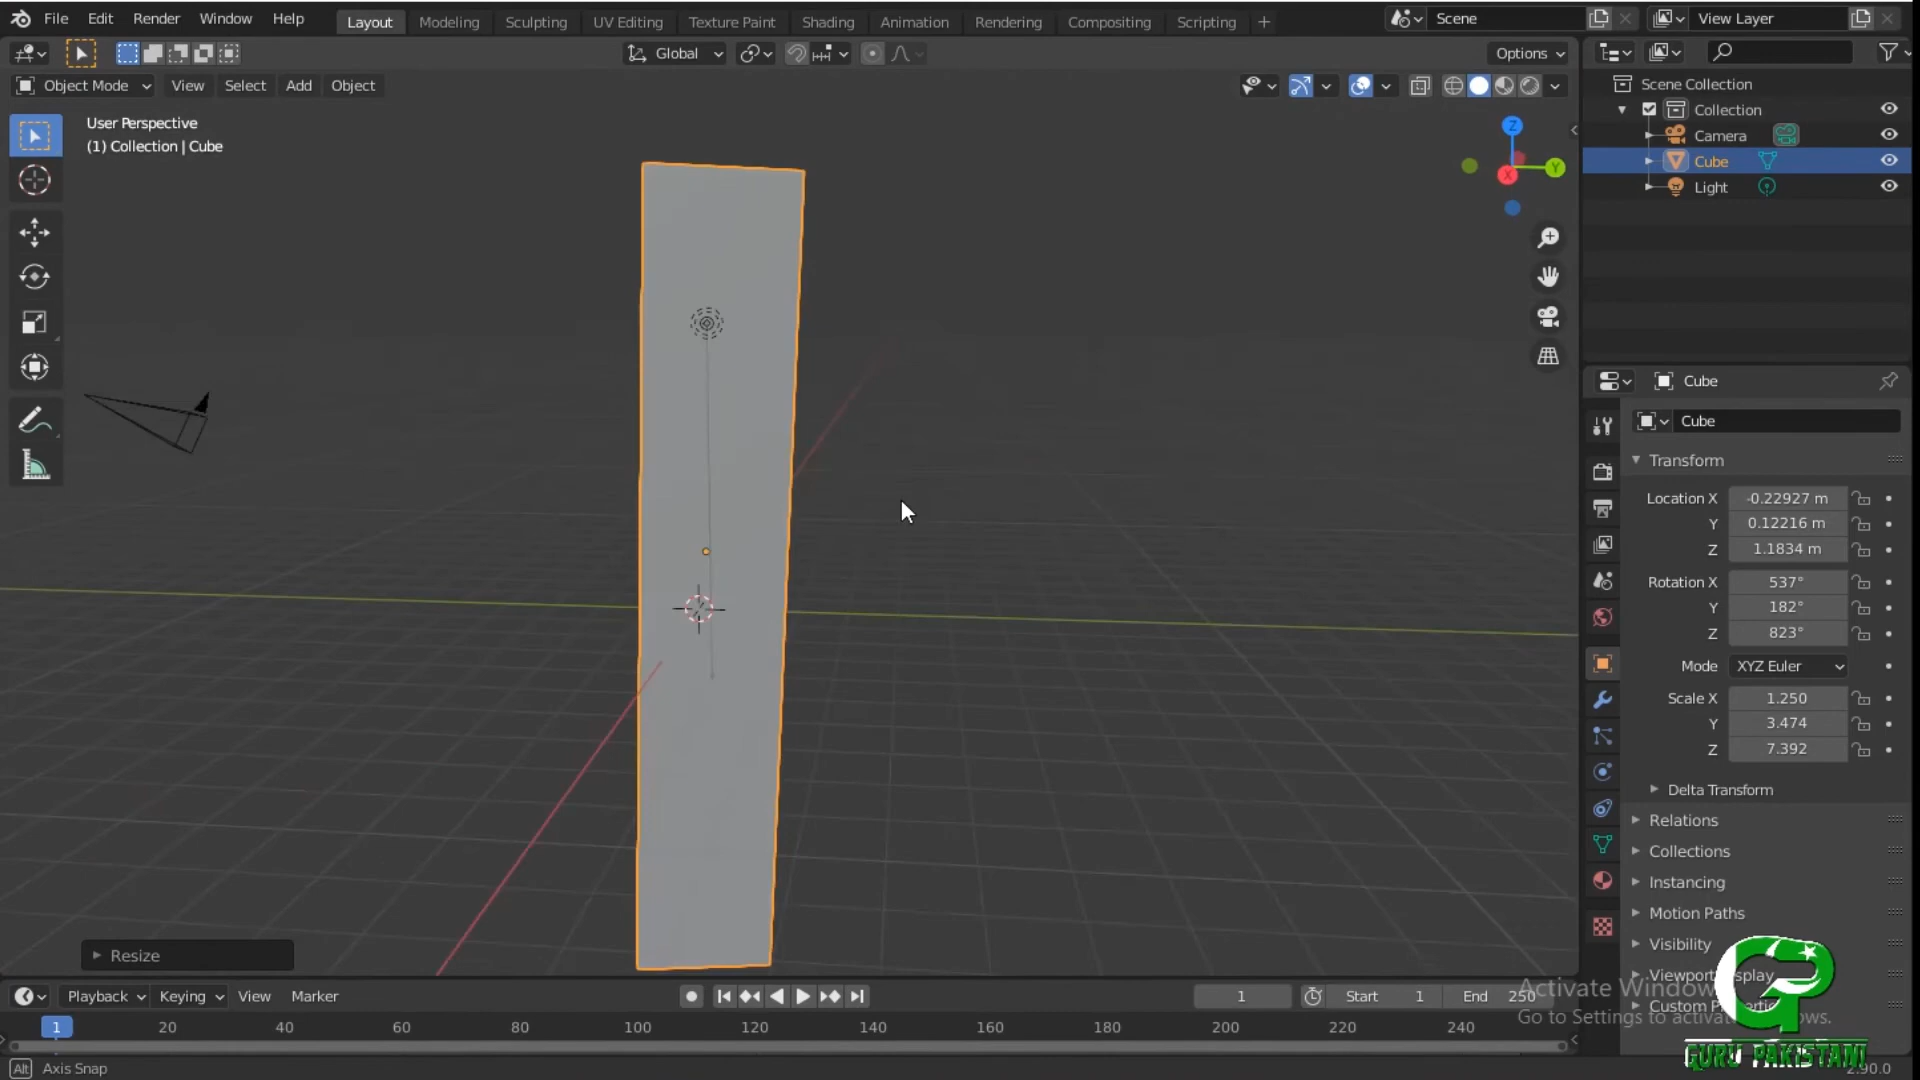 File Edit Render Window Help Layout Modeling Sculpting UV Editing Texture Paint Shading Animation Rendering Compositing Scripting + Scene View Layer
Global Options
Object Mode View Select Add Object
User Perspective
(1) Collection | Cube
Z
Y
X
Scene Collection
Collection
Camera
Cube
Light
Cube
Cube
Transform
Location X -0.22927 m
Y 0.12216 m
Z 1.1834 m
Rotation X 537°
Y 182°
Z 823°
Mode XYZ Euler
Scale X 1.250
Y 3.474
Z 7.392
Delta Transform
Relations
Collections
Instancing
Motion Paths
Visibility
Viewport Display
Resize
Activate Windows
Go to Settings to activate Windows.
GP
GURU PAKISTANI
Playback Keying View Marker 1 Start 1 End 250
1 20 40 60 80 100 120 140 160 180 200 220 240
Alt Axis Snap
2.90.0